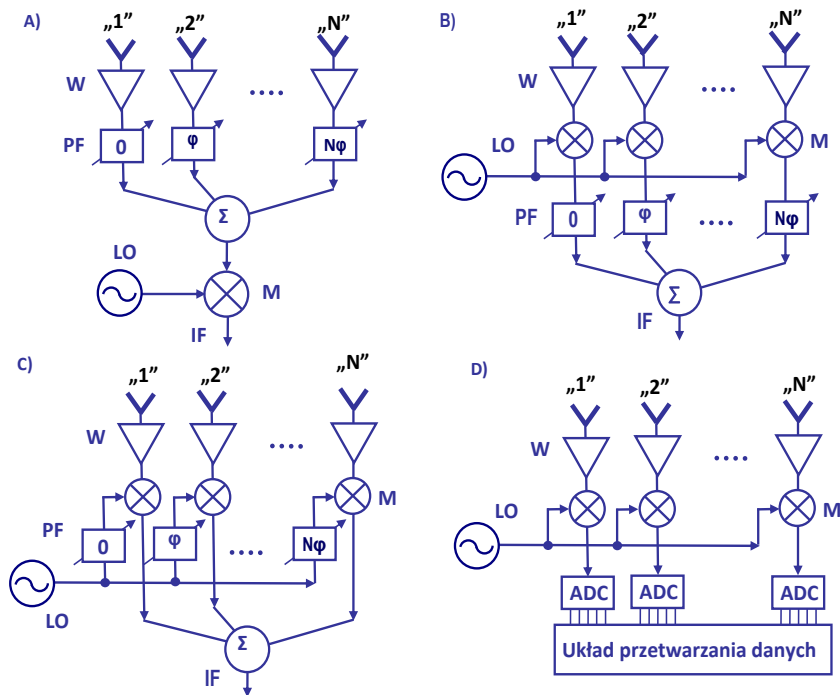 A)
„1” „2” „N”
W
....
PF 0 φ Nφ
Σ
LO
M
IF
B)
„1” „2” „N”
W
....
LO
M
PF 0 φ .... Nφ
Σ
IF
C)
„1” „2” „N”
W
....
M
PF 0 φ .... Nφ
LO
Σ
IF
D)
„1” „2” „N”
W
....
LO
M
ADC ADC ADC
Układ przetwarzania danych